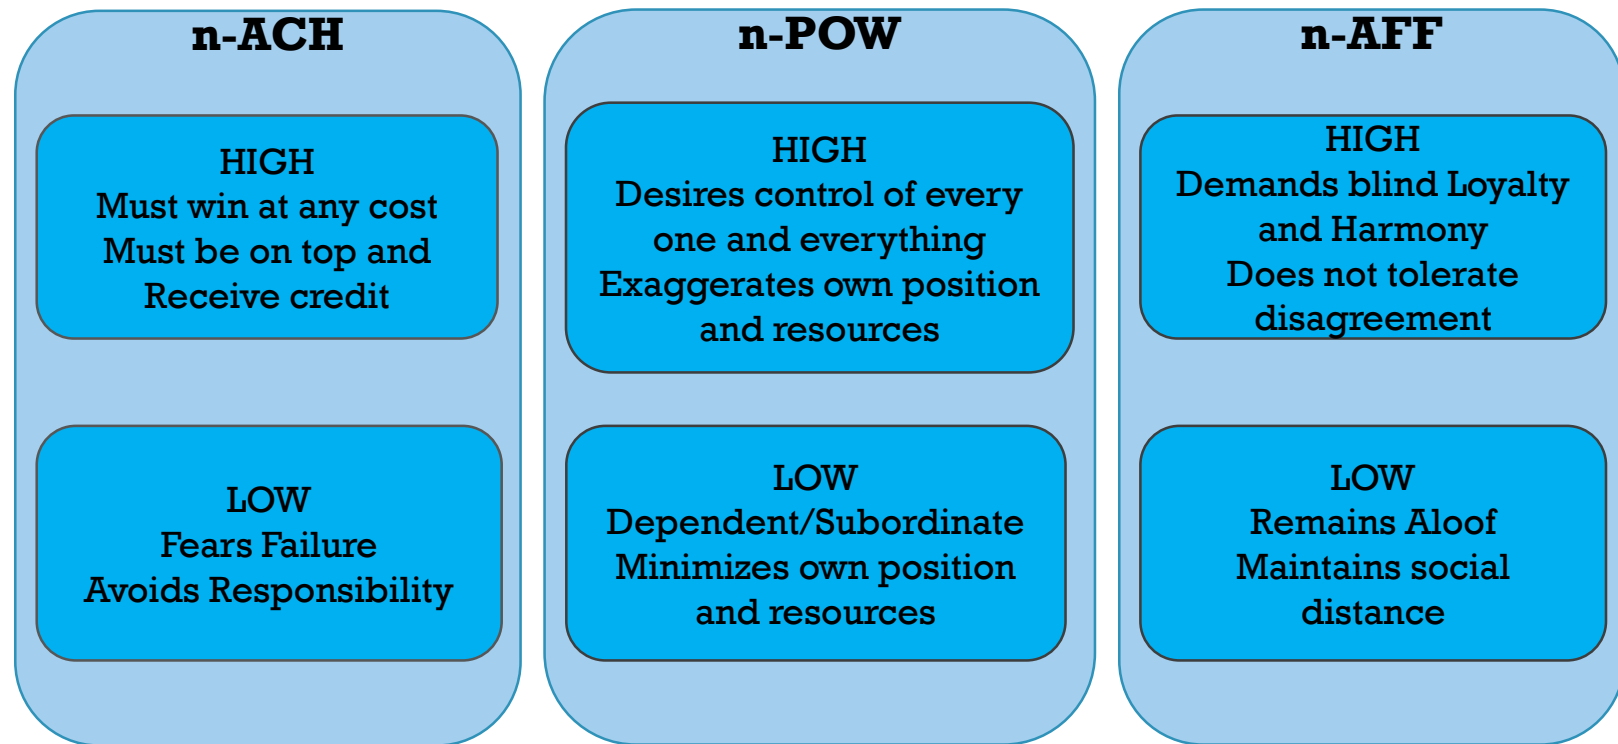 n-ACH
HIGH
Must win at any cost
Must be on top and
Receive credit
LOW
Fears Failure
Avoids Responsibility
n-POW
HIGH
Desires control of every
one and everything
Exaggerates own position
and resources
LOW
Dependent/Subordinate
Minimizes own position
and resources
n-AFF
HIGH
Demands blind Loyalty
and Harmony
Does not tolerate
disagreement
LOW
Remains Aloof
Maintains social
distance